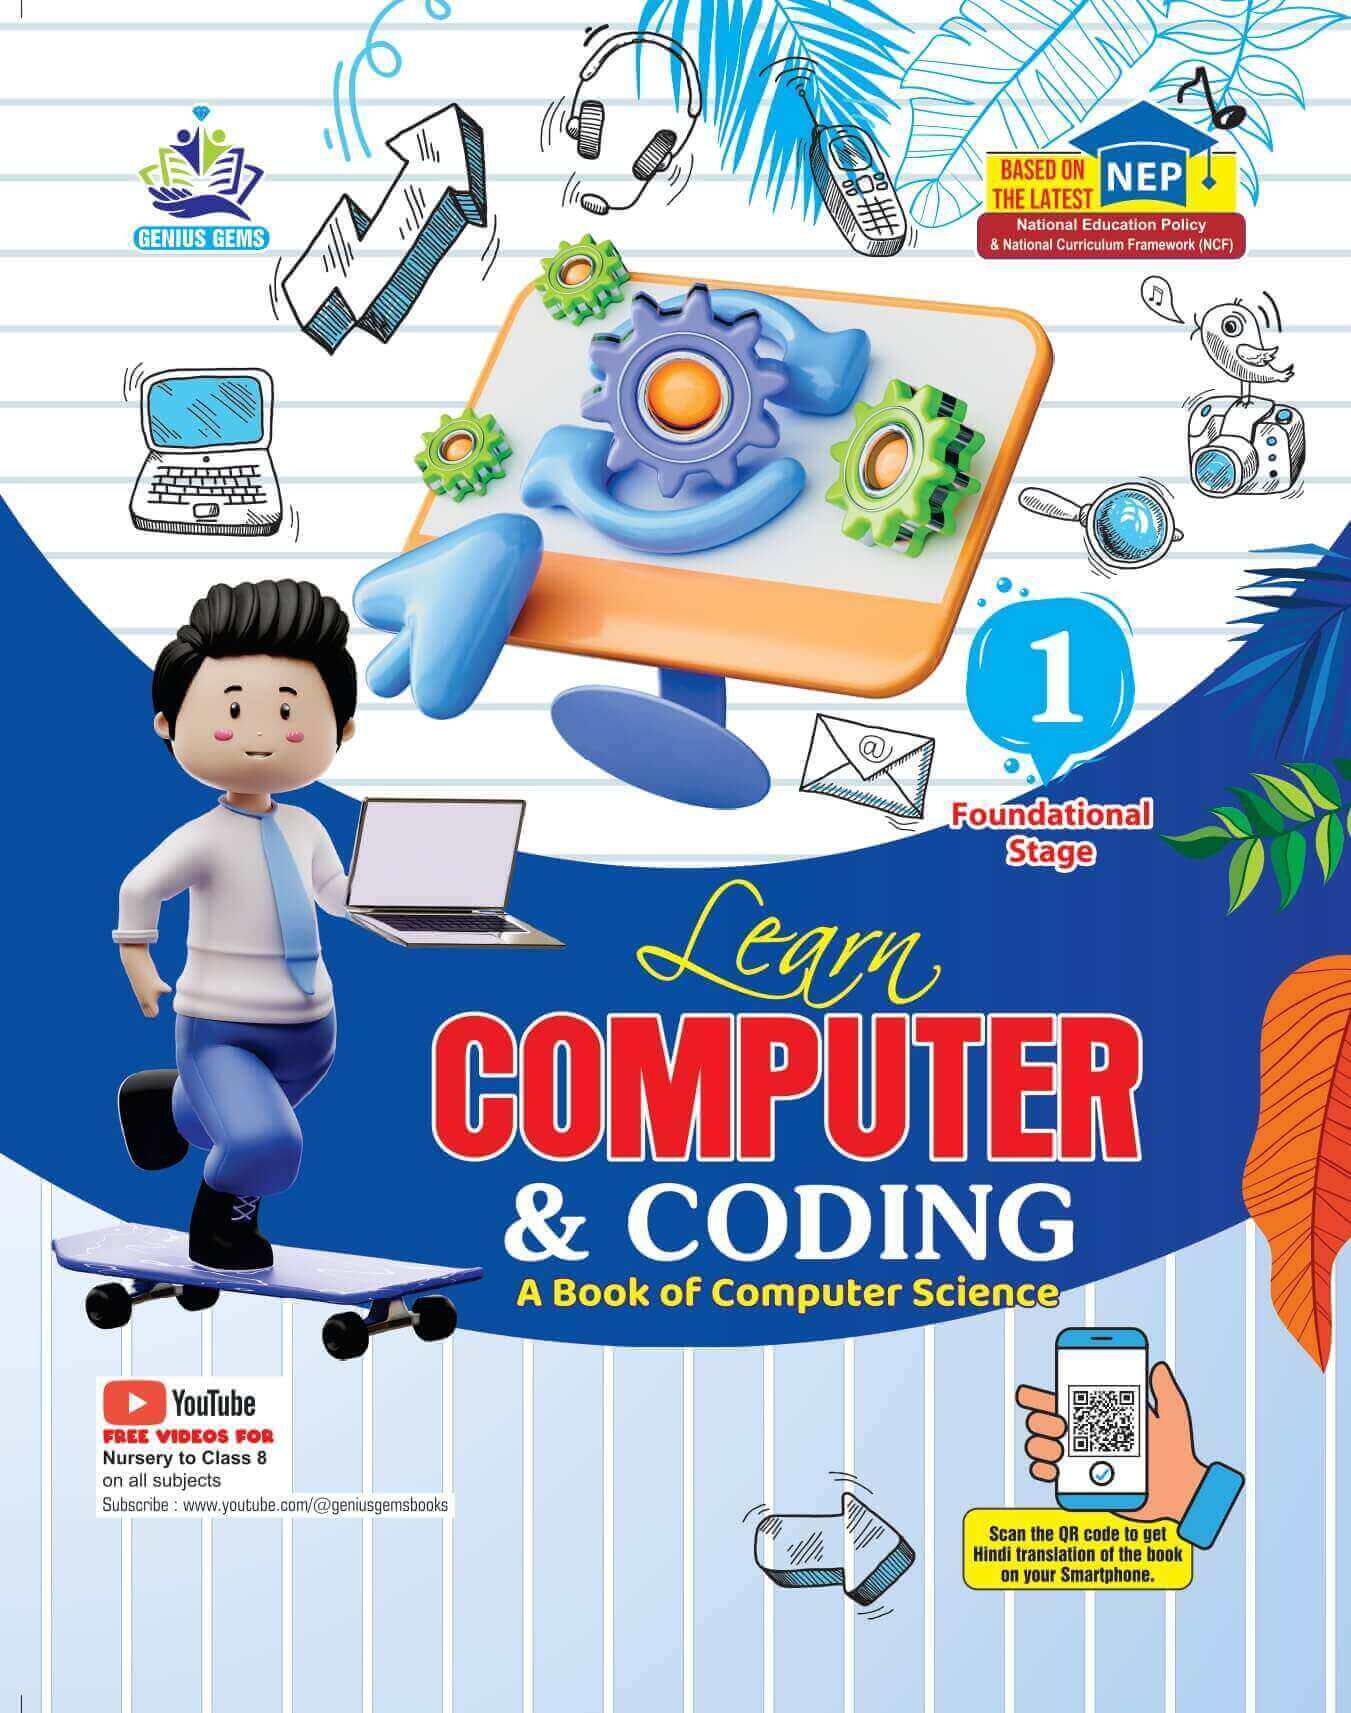 GENIUS GEMS
BASED ON
THE LATEST
NEP
National Education Policy
& National Curriculum Framework (NCF)
1
@
Foundational
Stage
Learn
COMPUTER
& CODING
A Book of Computer Science
YouTube
FREE VIDEOS FOR
Nursery to Class 8
on all subjects
Subscribe : www.youtube.com/@geniusgemsbooks
Scan the QR code to get
Hindi translation of the book
on your Smartphone.